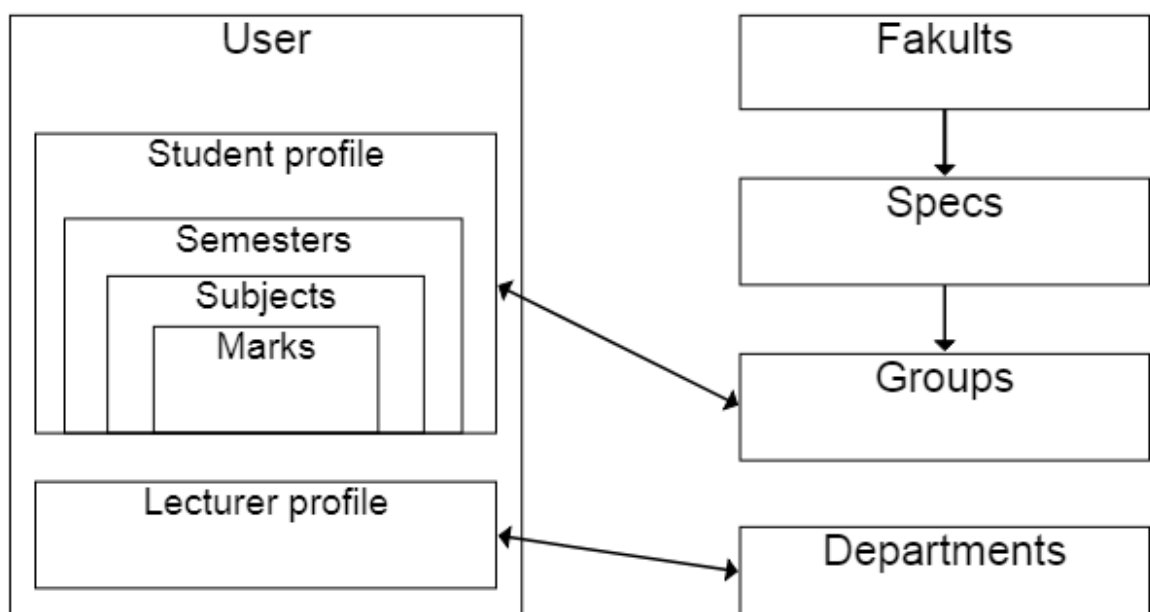 User
Student profile
Semesters
Subjects
Marks
Lecturer profile
Fakults
Specs
Groups
Departments